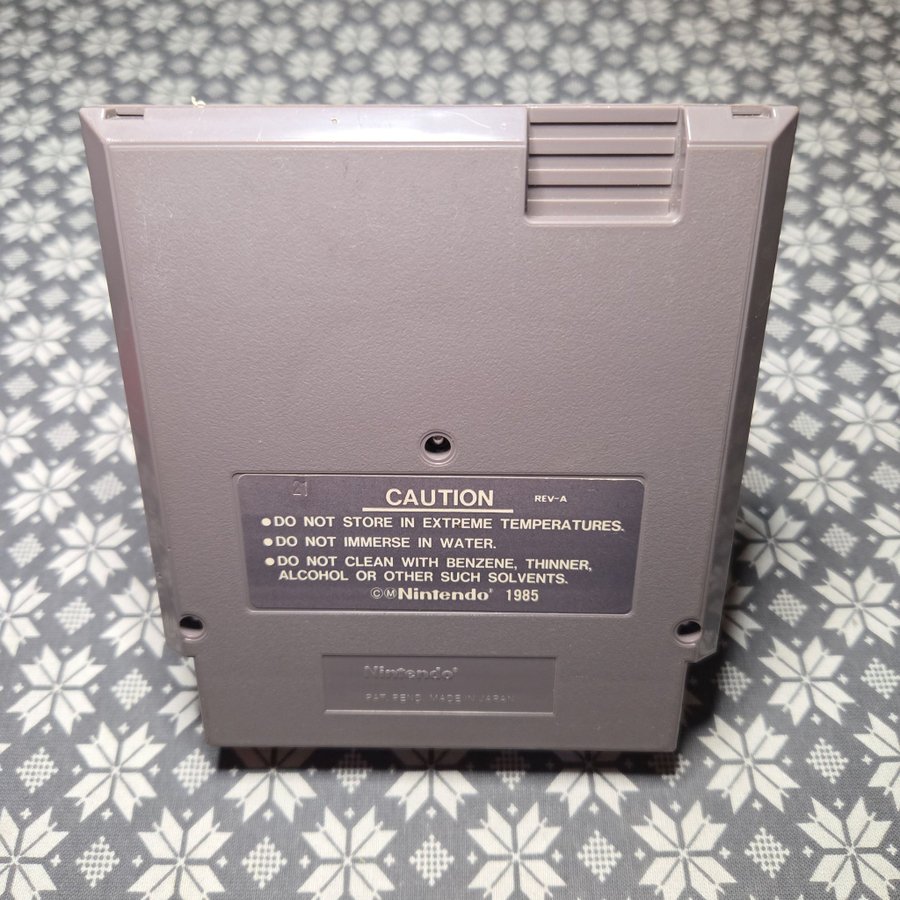 21
CAUTION REV-A
●DO NOT STORE IN EXTPEME TEMPERATURES.
●DO NOT IMMERSE IN WATER.
●DO NOT CLEAN WITH BENZENE, THINNER,
ALCOHOL OR OTHER SUCH SOLVENTS.
©ⓂNintendo® 1985
Nintendo®
PAT. PEND. MADE IN JAPAN